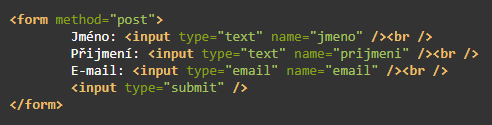 <form method="post">
Jméno: <input type="text" name="jmeno" /><br />
Přijmení: <input type="text" name="prijmeni" /><br />
E-mail: <input type="email" name="email" /><br />
<input type="submit" />
</form>